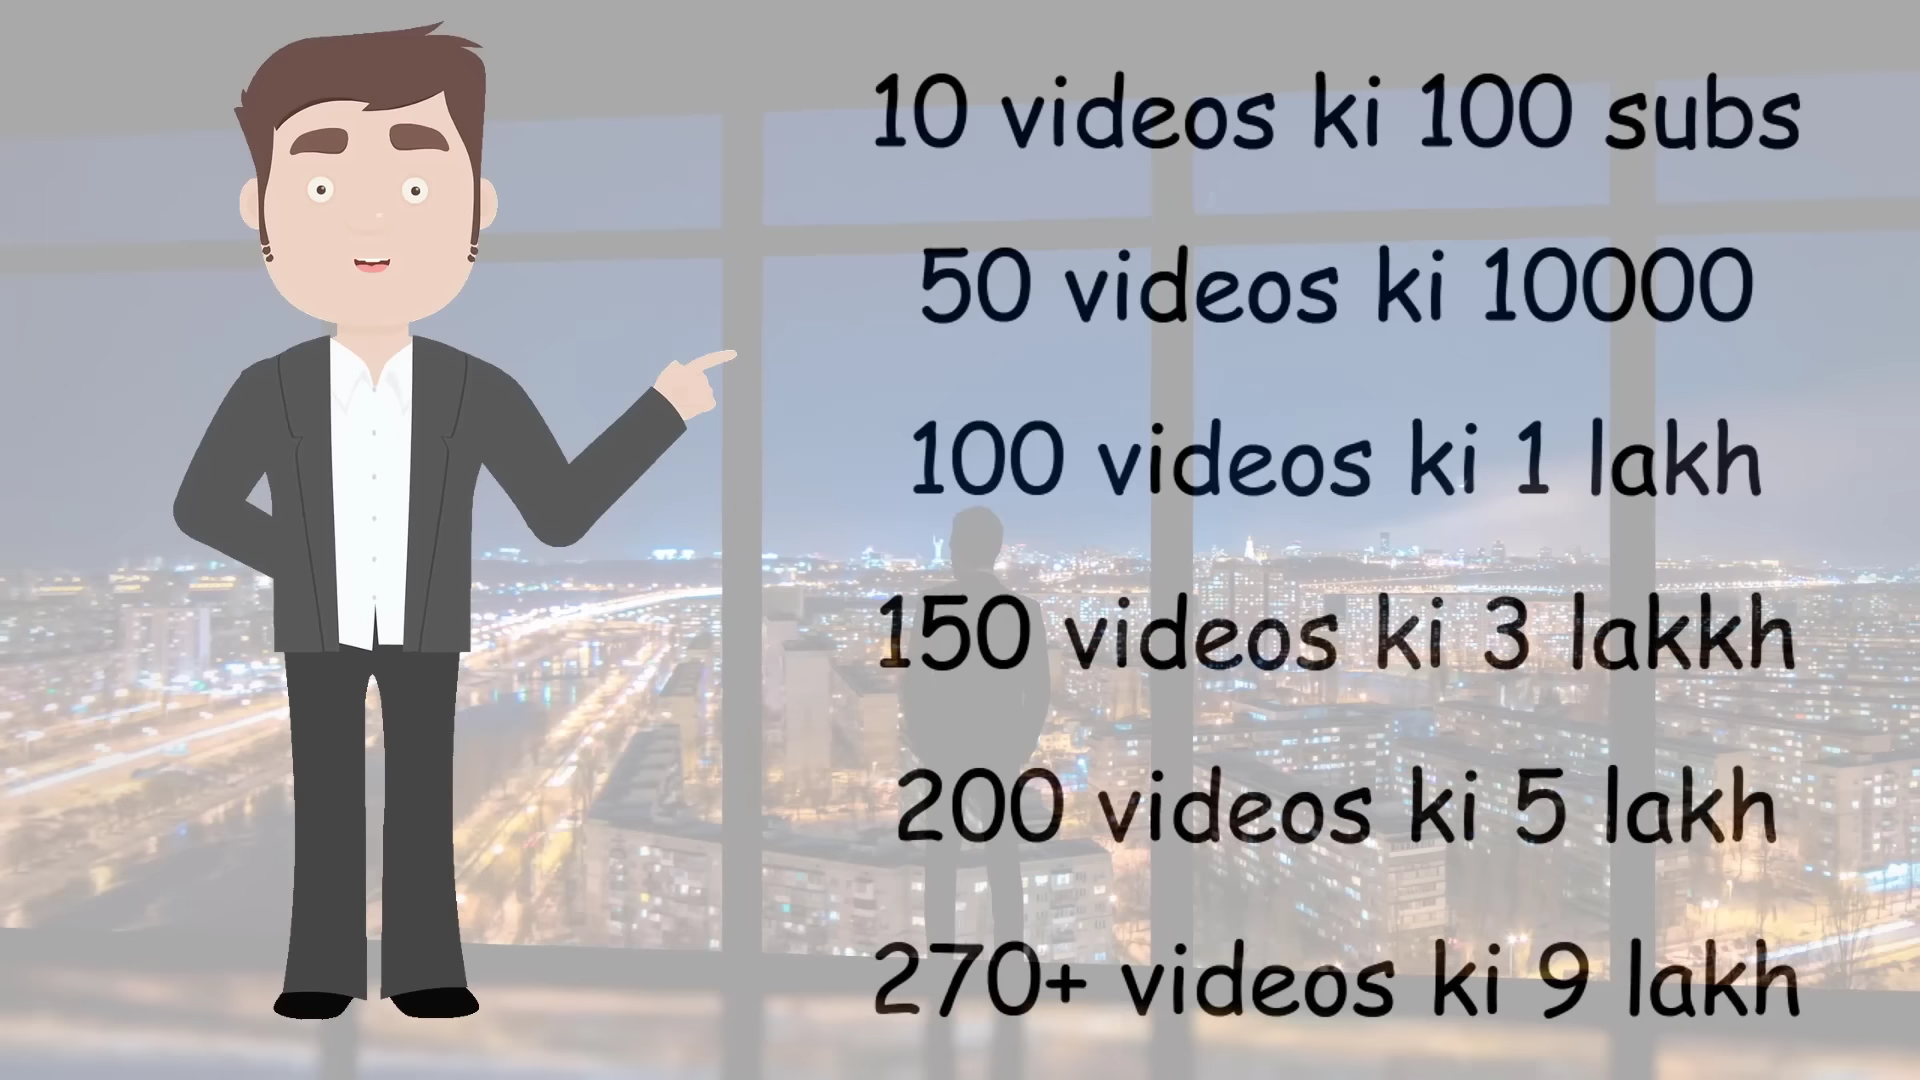 10 videos ki 100 subs
50 videos ki 10000
100 videos ki 1 lakh
150 videos ki 3 lakkh
200 videos ki 5 lakh
270+ videos ki 9 lakh